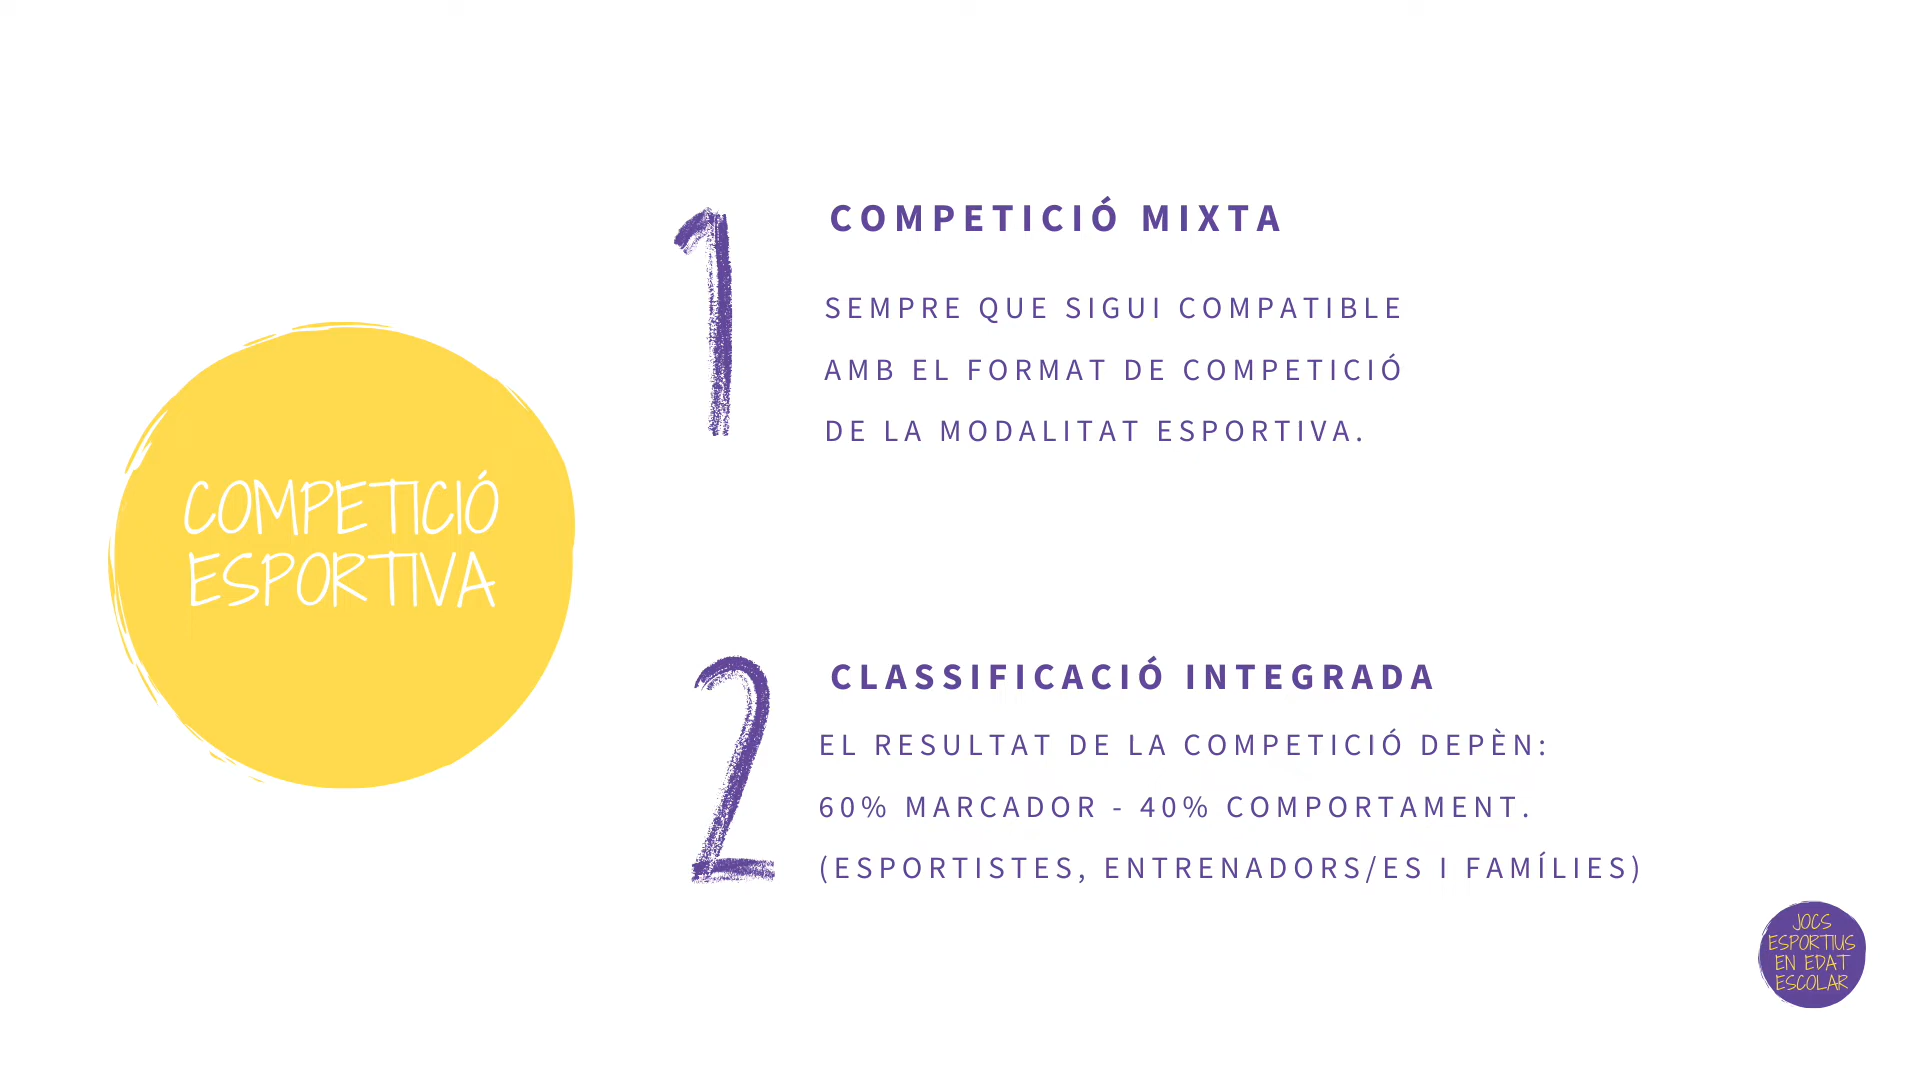 COMPETICIÓ
ESPORTIVA
1
COMPETICIÓ MIXTA
SEMPRE QUE SIGUI COMPATIBLE
AMB EL FORMAT DE COMPETICIÓ
DE LA MODALITAT ESPORTIVA.
2
CLASSIFICACIÓ INTEGRADA
EL RESULTAT DE LA COMPETICIÓ DEPÈN:
60% MARCADOR - 40% COMPORTAMENT.
(ESPORTISTES, ENTRENADORS/ES I FAMÍLIES)
JOCS
ESPORTIUS
EN EDAT
ESCOLAR